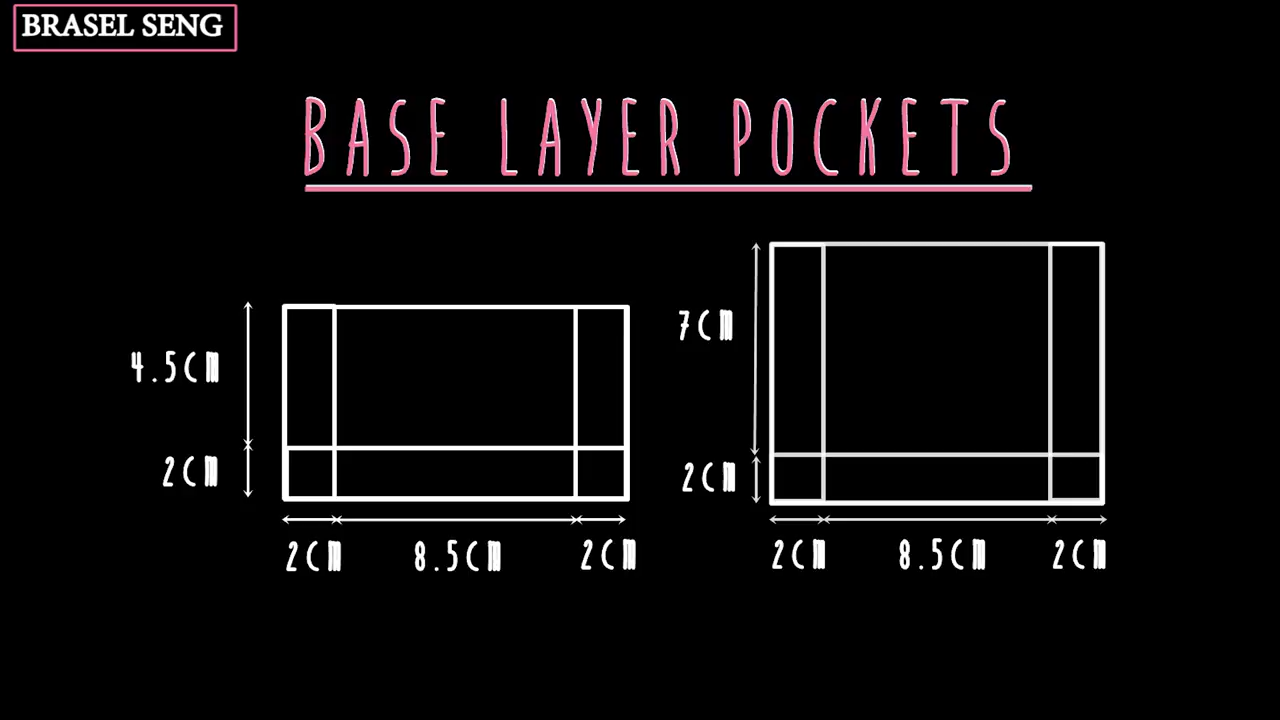 BRASEL SENG
BASE LAYER POCKETS
4.5CM
2CM
2CM 8.5CM 2CM
7CM
2CM
2CM 8.5CM 2CM